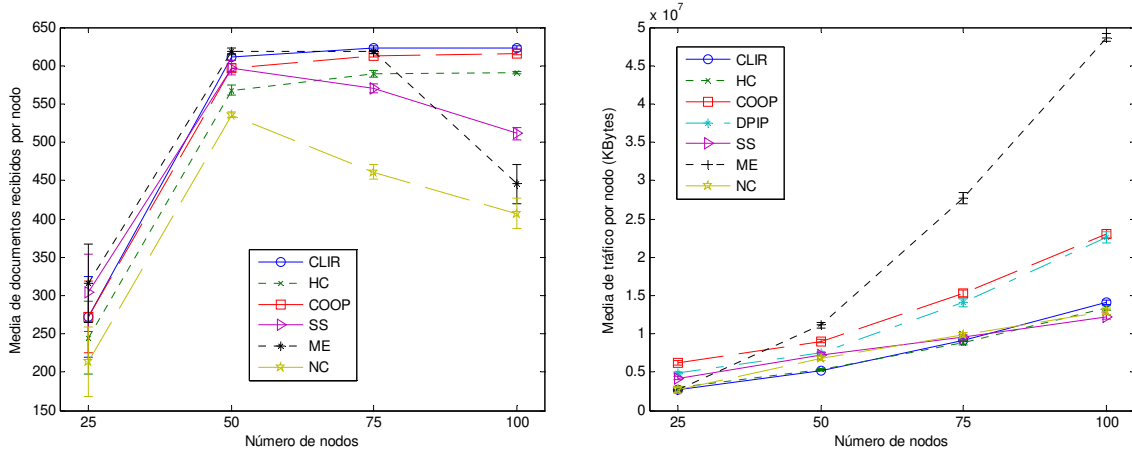 650
600
550
500
450
400
350
300
250
200
150
Media de documentos recibidos por nodo
CLIR
HC
COOP
SS
ME
NC
25
50
75
100
Número de nodos
x 10^7
5
4.5
4
3.5
3
2.5
2
1.5
1
0.5
0
Media de tráfico por nodo (KBytes)
CLIR
HC
COOP
DPIP
SS
ME
NC
25
50
75
100
Número de nodos